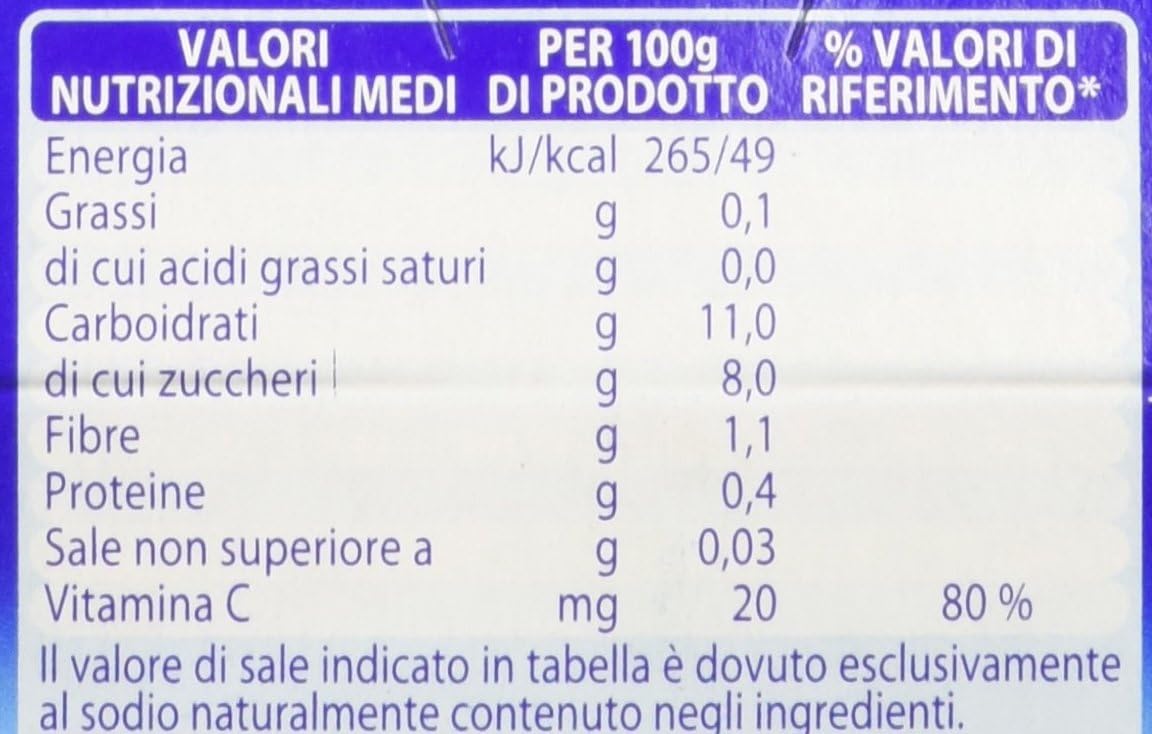 VALORI NUTRIZIONALI MEDI PER 100g DI PRODOTTO % VALORI DI RIFERIMENTO*
Energia kJ/kcal 265/49
Grassi g 0,1
di cui acidi grassi saturi g 0,0
Carboidrati g 11,0
di cui zuccheri g 8,0
Fibre g 1,1
Proteine g 0,4
Sale non superiore a g 0,03
Vitamina C mg 20 80 %
Il valore di sale indicato in tabella è dovuto esclusivamente
al sodio naturalmente contenuto negli ingredienti.